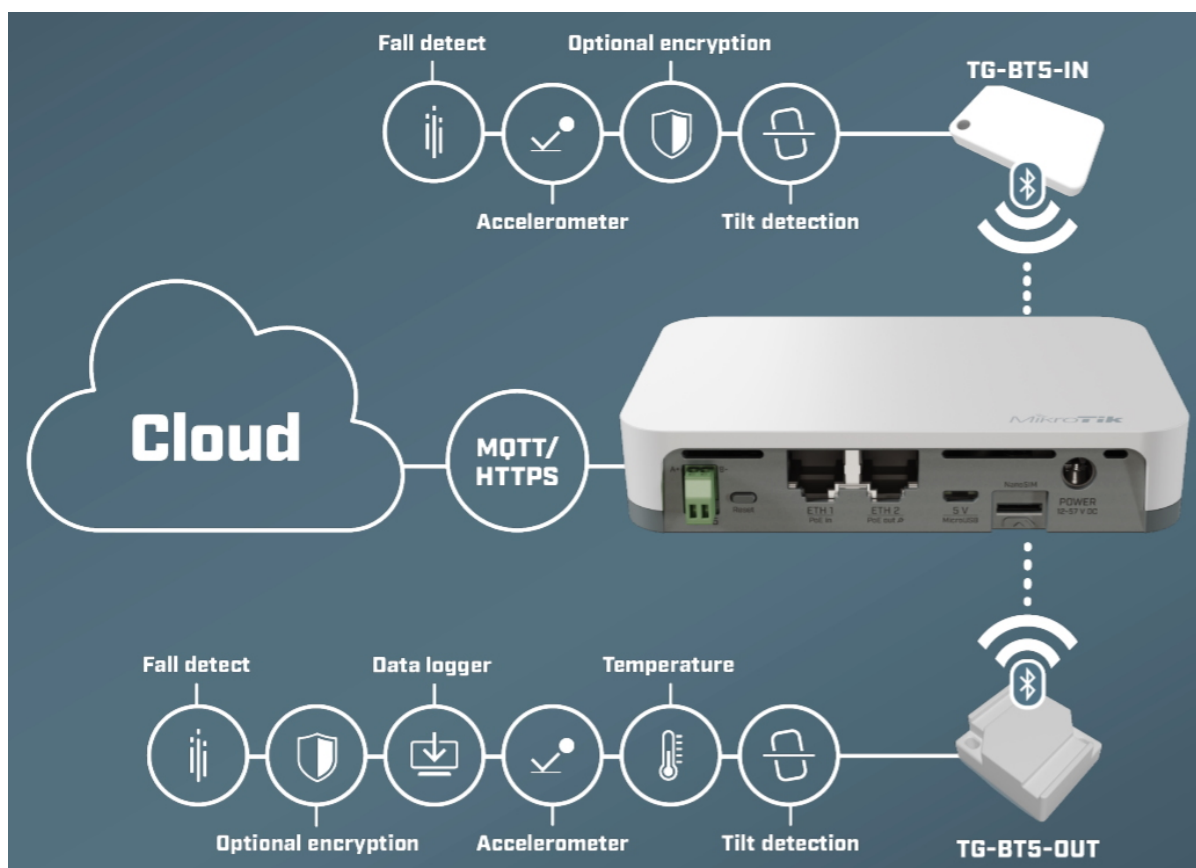 Fall detect
Optional encryption
TG-BT5-IN
Accelerometer
Tilt detection
Cloud
MQTT/
HTTPS
MikroTik
A+
B-
NanoSIM
Reset
ETH 1
PoE in
ETH 2
PoE out
5 V
MicroUSB
POWER
12-57 V DC
Fall detect
Data logger
Temperature
Optional encryption
Accelerometer
Tilt detection
TG-BT5-OUT